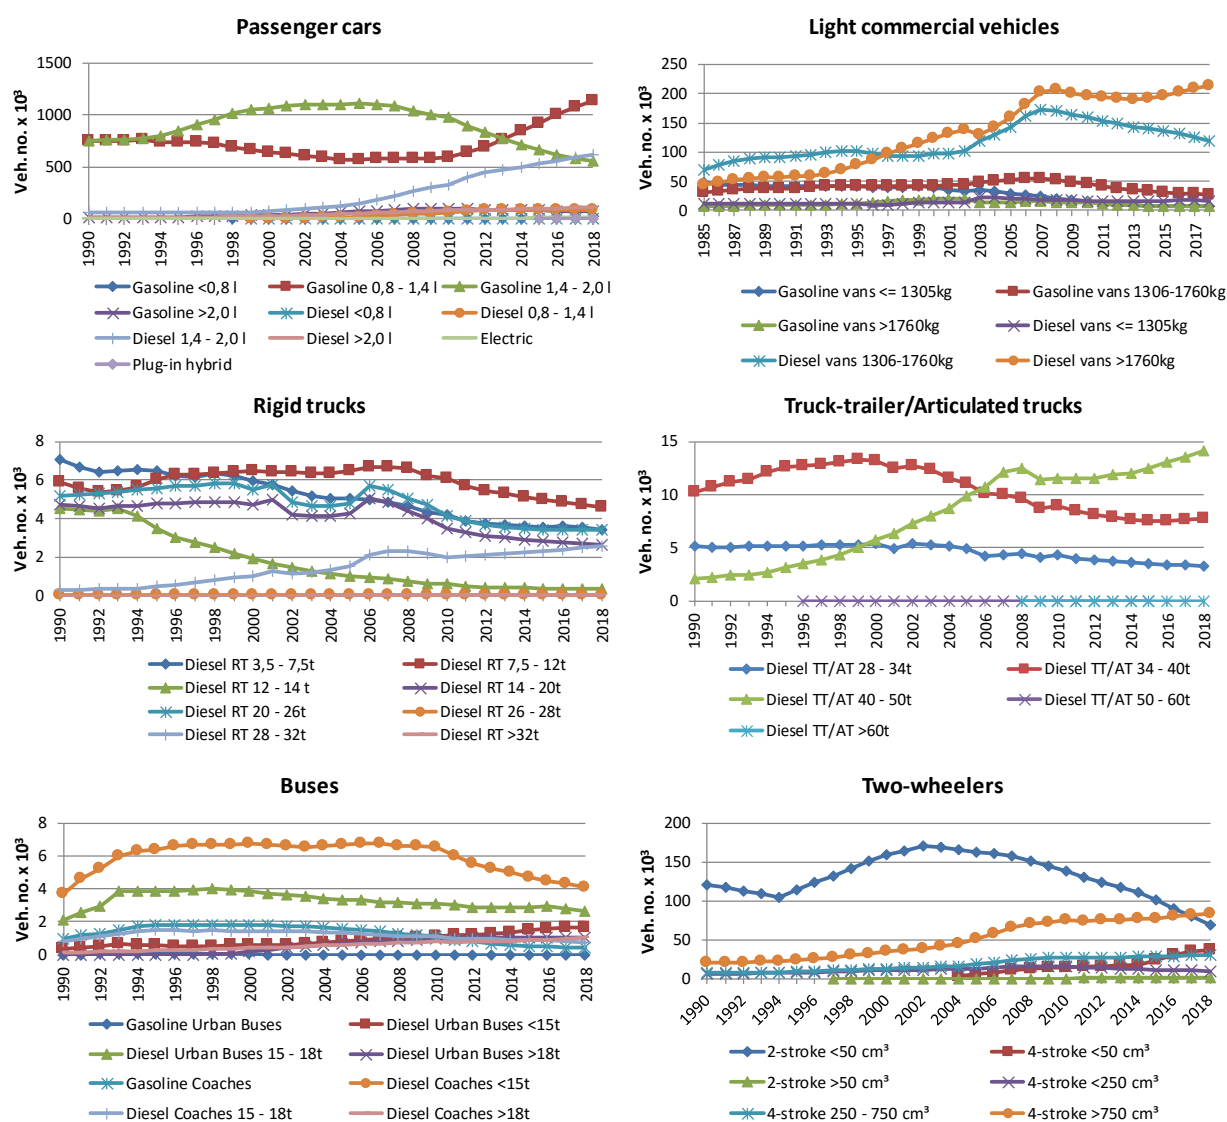 Passenger cars
Veh. no. x 10³
1500
1000
500
0
1990
1992
1994
1996
1998
2000
2002
2004
2006
2008
2010
2012
2014
2016
2018
Gasoline <0,8 l
Gasoline 0,8 - 1,4 l
Gasoline 1,4 - 2,0 l
Gasoline >2,0 l
Diesel <0,8 l
Diesel 0,8 - 1,4 l
Diesel 1,4 - 2,0 l
Diesel >2,0 l
Electric
Plug-in hybrid
Light commercial vehicles
Veh. no. x 10³
250
200
150
100
50
0
1985
1987
1989
1991
1993
1995
1997
1999
2001
2003
2005
2007
2009
2011
2013
2015
2017
Gasoline vans <= 1305kg
Gasoline vans 1306-1760kg
Gasoline vans >1760kg
Diesel vans <= 1305kg
Diesel vans 1306-1760kg
Diesel vans >1760kg
Rigid trucks
Veh. no. x 10³
8
6
4
2
0
1990
1992
1994
1996
1998
2000
2002
2004
2006
2008
2010
2012
2014
2016
2018
Diesel RT 3,5 - 7,5t
Diesel RT 7,5 - 12t
Diesel RT 12 - 14 t
Diesel RT 14 - 20t
Diesel RT 20 - 26t
Diesel RT 26 - 28t
Diesel RT 28 - 32t
Diesel RT >32t
Truck-trailer/Articulated trucks
Veh. no. x 10³
15
10
5
0
1990
1992
1994
1996
1998
2000
2002
2004
2006
2008
2010
2012
2014
2016
2018
Diesel TT/AT 28 - 34t
Diesel TT/AT 34 - 40t
Diesel TT/AT 40 - 50t
Diesel TT/AT 50 - 60t
Diesel TT/AT >60t
Buses
Veh. no. x 10³
8
6
4
2
0
1990
1992
1994
1996
1998
2000
2002
2004
2006
2008
2010
2012
2014
2016
2018
Gasoline Urban Buses
Diesel Urban Buses <15t
Diesel Urban Buses 15 - 18t
Diesel Urban Buses >18t
Gasoline Coaches
Diesel Coaches <15t
Diesel Coaches 15 - 18t
Diesel Coaches >18t
Two-wheelers
Veh. no. x 10³
200
150
100
50
0
1990
1992
1994
1996
1998
2000
2002
2004
2006
2008
2010
2012
2014
2016
2018
2-stroke <50 cm³
4-stroke <50 cm³
2-stroke >50 cm³
4-stroke <250 cm³
4-stroke 250 - 750 cm³
4-stroke >750 cm³